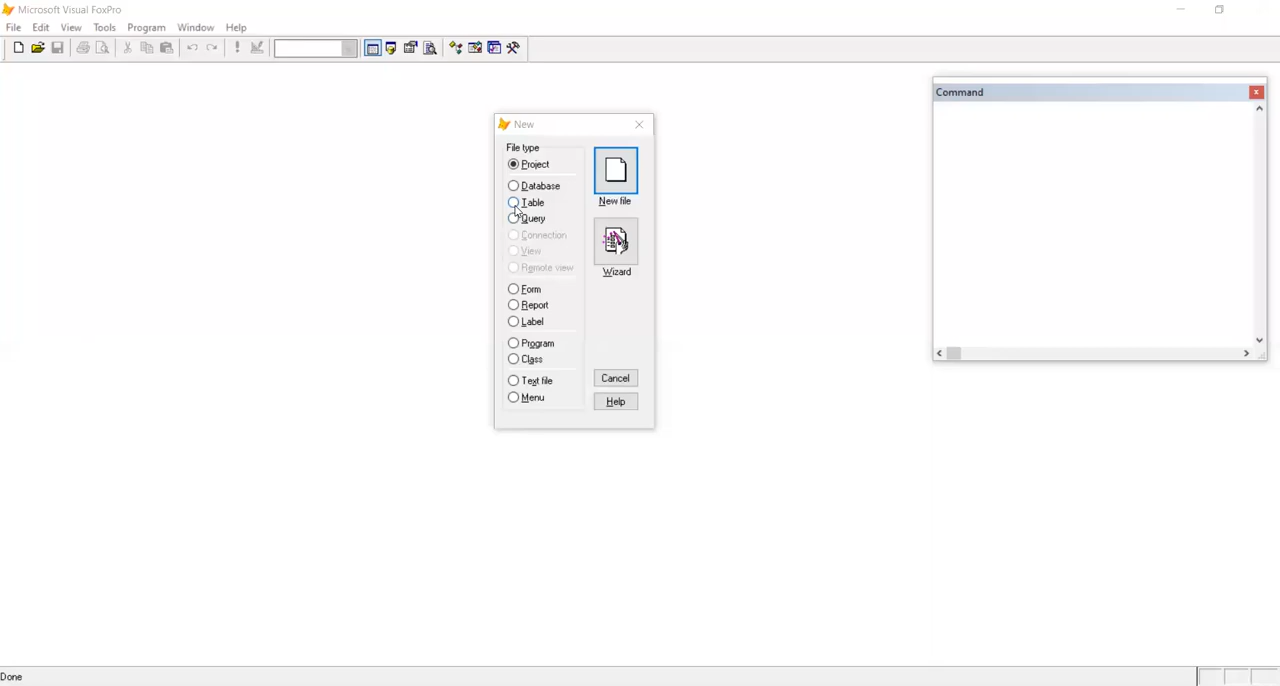 Microsoft Visual FoxPro
File Edit View Tools Program Window Help
Command
New
File type
Project
Database
Table
Query
Connection
View
Remote view
Form
Report
Label
Program
Class
Text file
Menu
New file
Wizard
Cancel
Help
Done